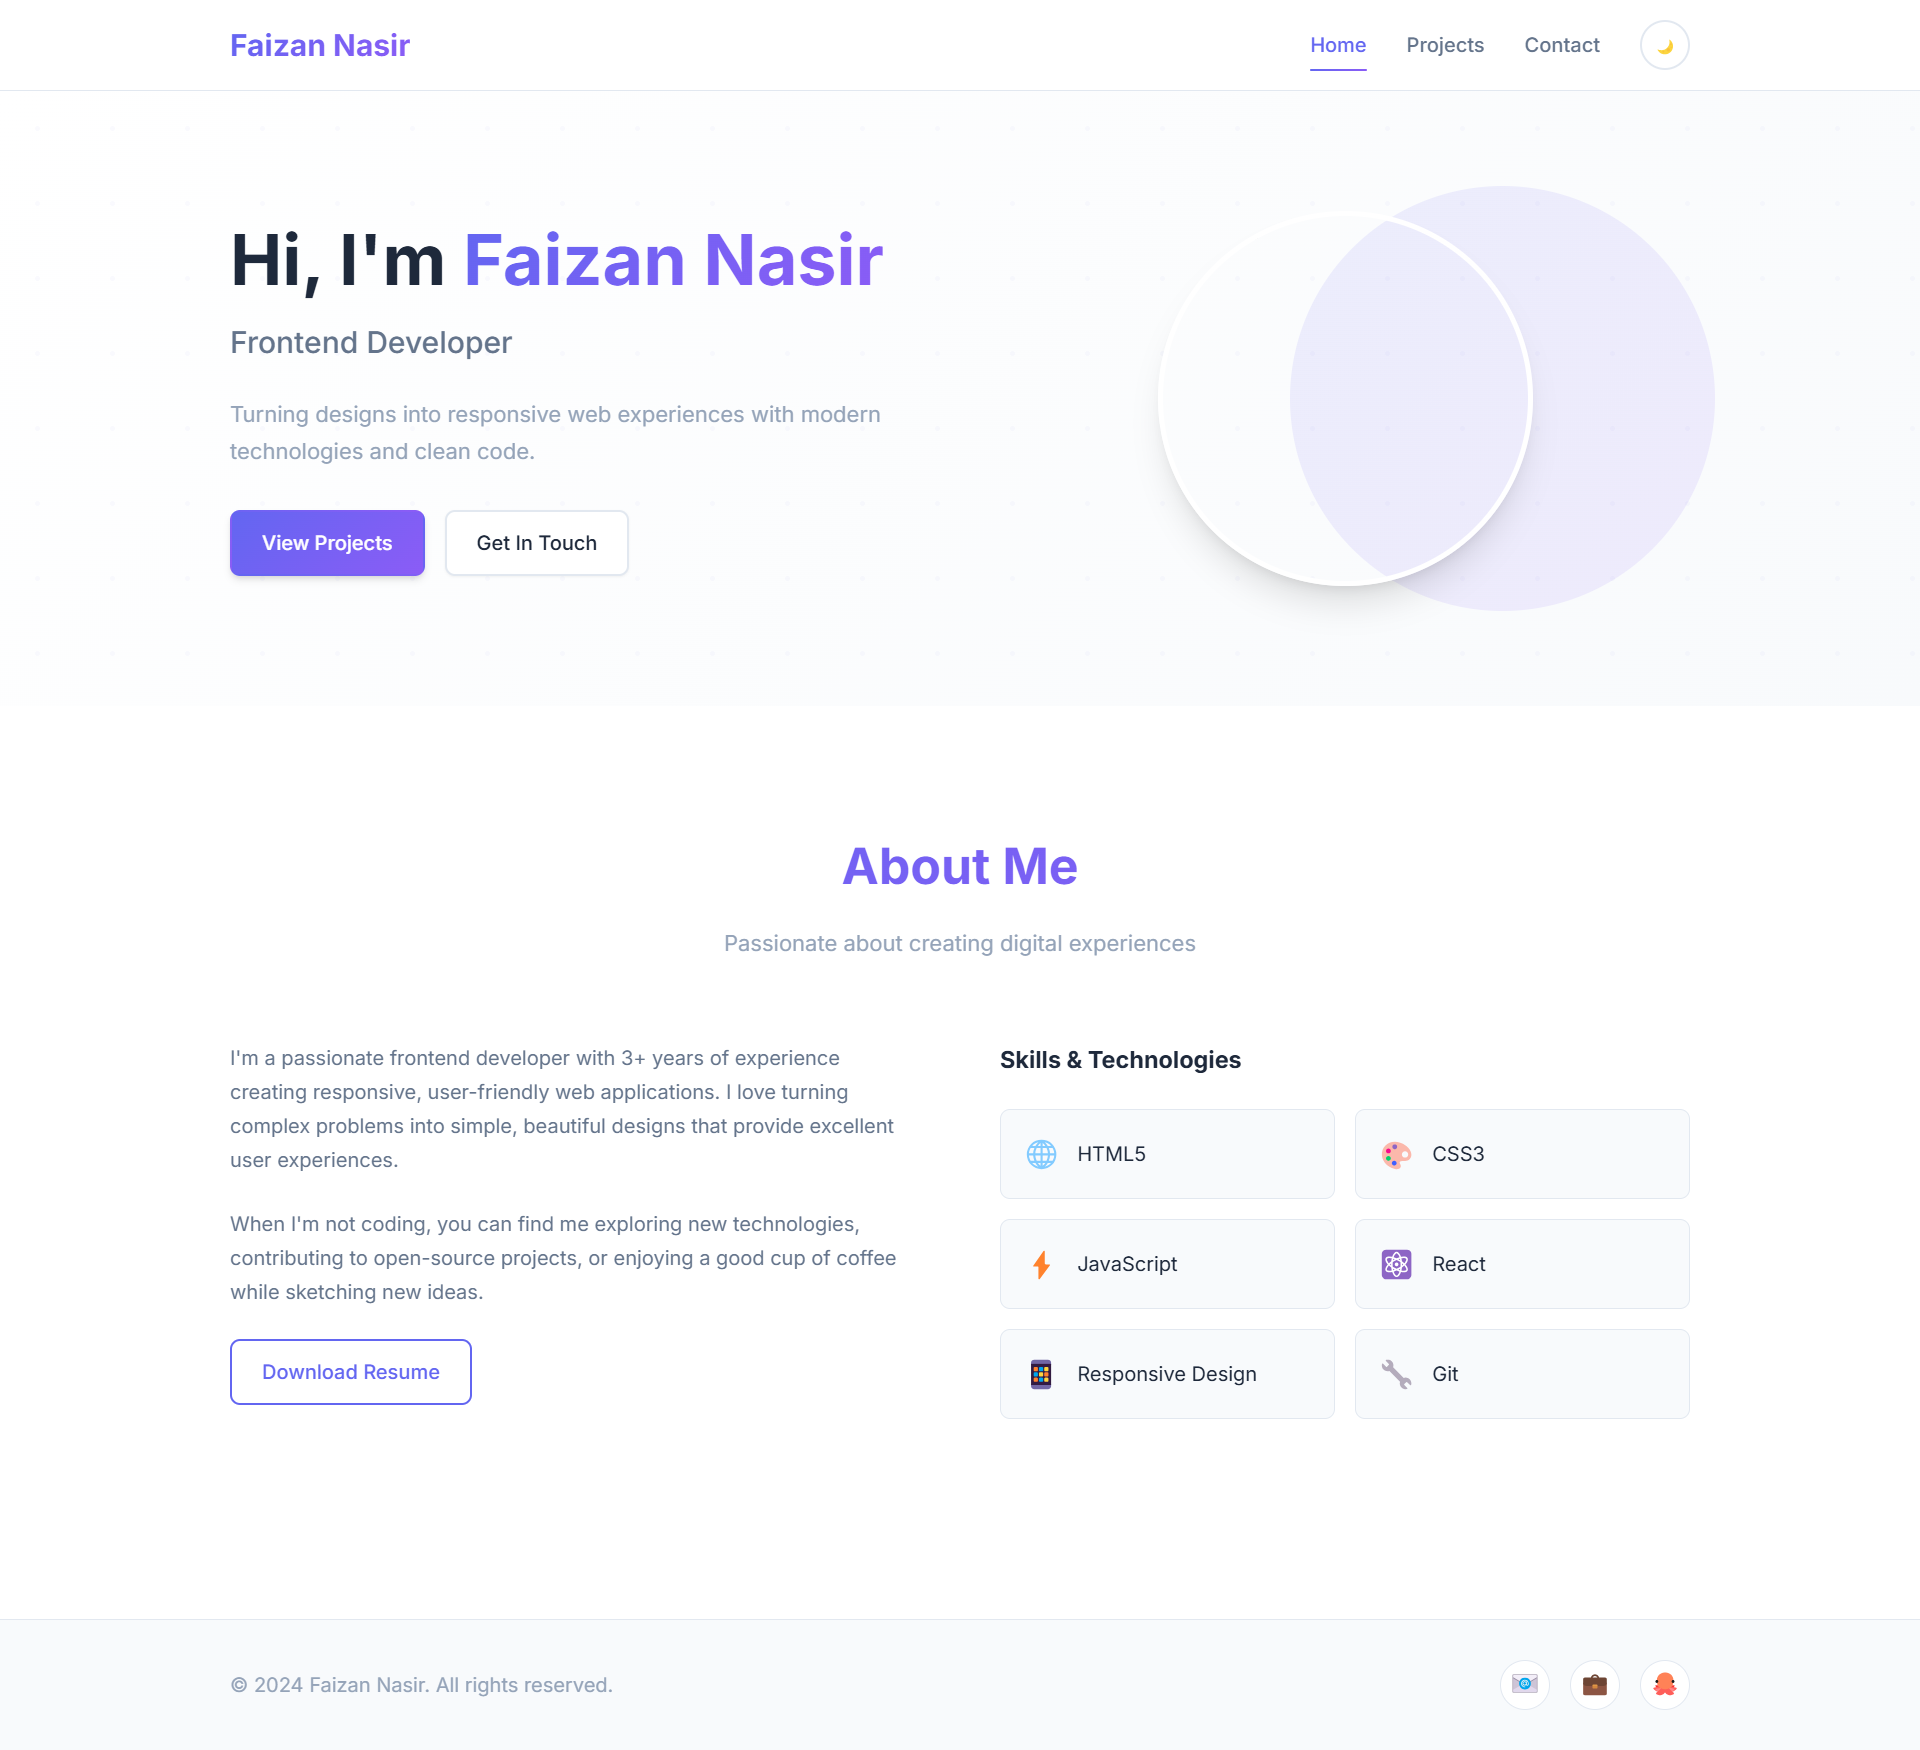 Faizan Nasir
Home
Projects
Contact
Hi, I'm Faizan Nasir
Frontend Developer
Turning designs into responsive web experiences with modern
technologies and clean code.
View Projects
Get In Touch
About Me
Passionate about creating digital experiences
I'm a passionate frontend developer with 3+ years of experience
creating responsive, user-friendly web applications. I love turning
complex problems into simple, beautiful designs that provide excellent
user experiences.
When I'm not coding, you can find me exploring new technologies,
contributing to open-source projects, or enjoying a good cup of coffee
while sketching new ideas.
Download Resume
Skills & Technologies
HTML5
CSS3
JavaScript
React
Responsive Design
Git
© 2024 Faizan Nasir. All rights reserved.